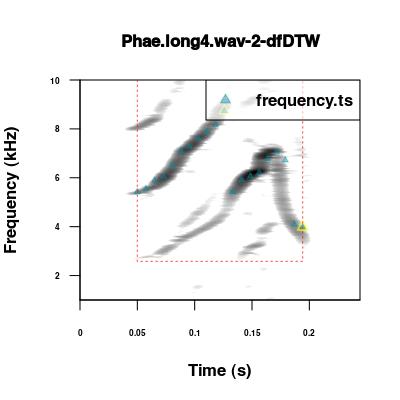 Phae.long4.wav-2-dfDTW
frequency.ts
Frequency (kHz)
10
8
6
4
2
0 0.05 0.1 0.15 0.2
Time (s)